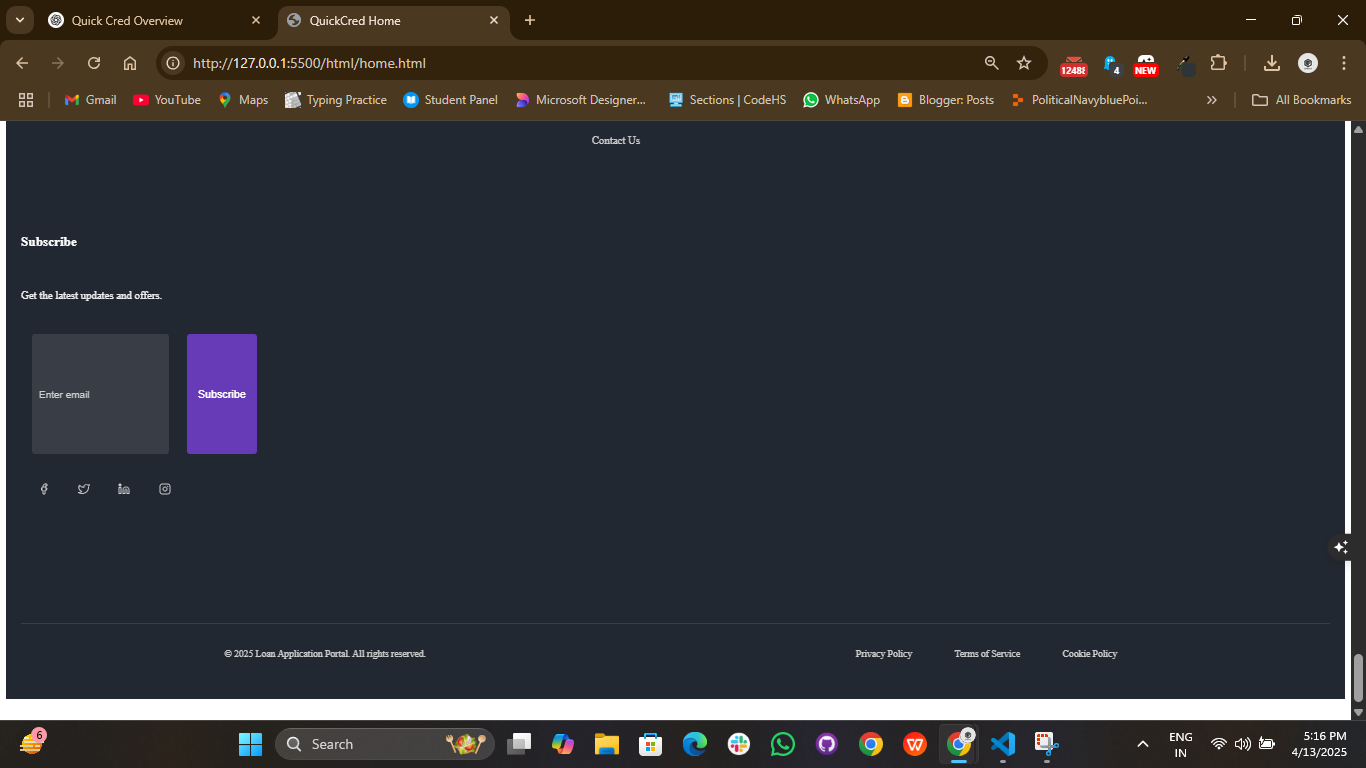 Quick Cred Overview
QuickCred Home
http://127.0.0.1:5500/html/home.html
12488
4
NEW
Gmail
YouTube
Maps
Typing Practice
Student Panel
Microsoft Designer...
Sections | CodeHS
WhatsApp
Blogger: Posts
PoliticalNavybluePoi...
All Bookmarks
Contact Us
Subscribe
Get the latest updates and offers.
Enter email
Subscribe
© 2025 Loan Application Portal. All rights reserved.
Privacy Policy
Terms of Service
Cookie Policy
6
Search
ENG
IN
5:16 PM
4/13/2025